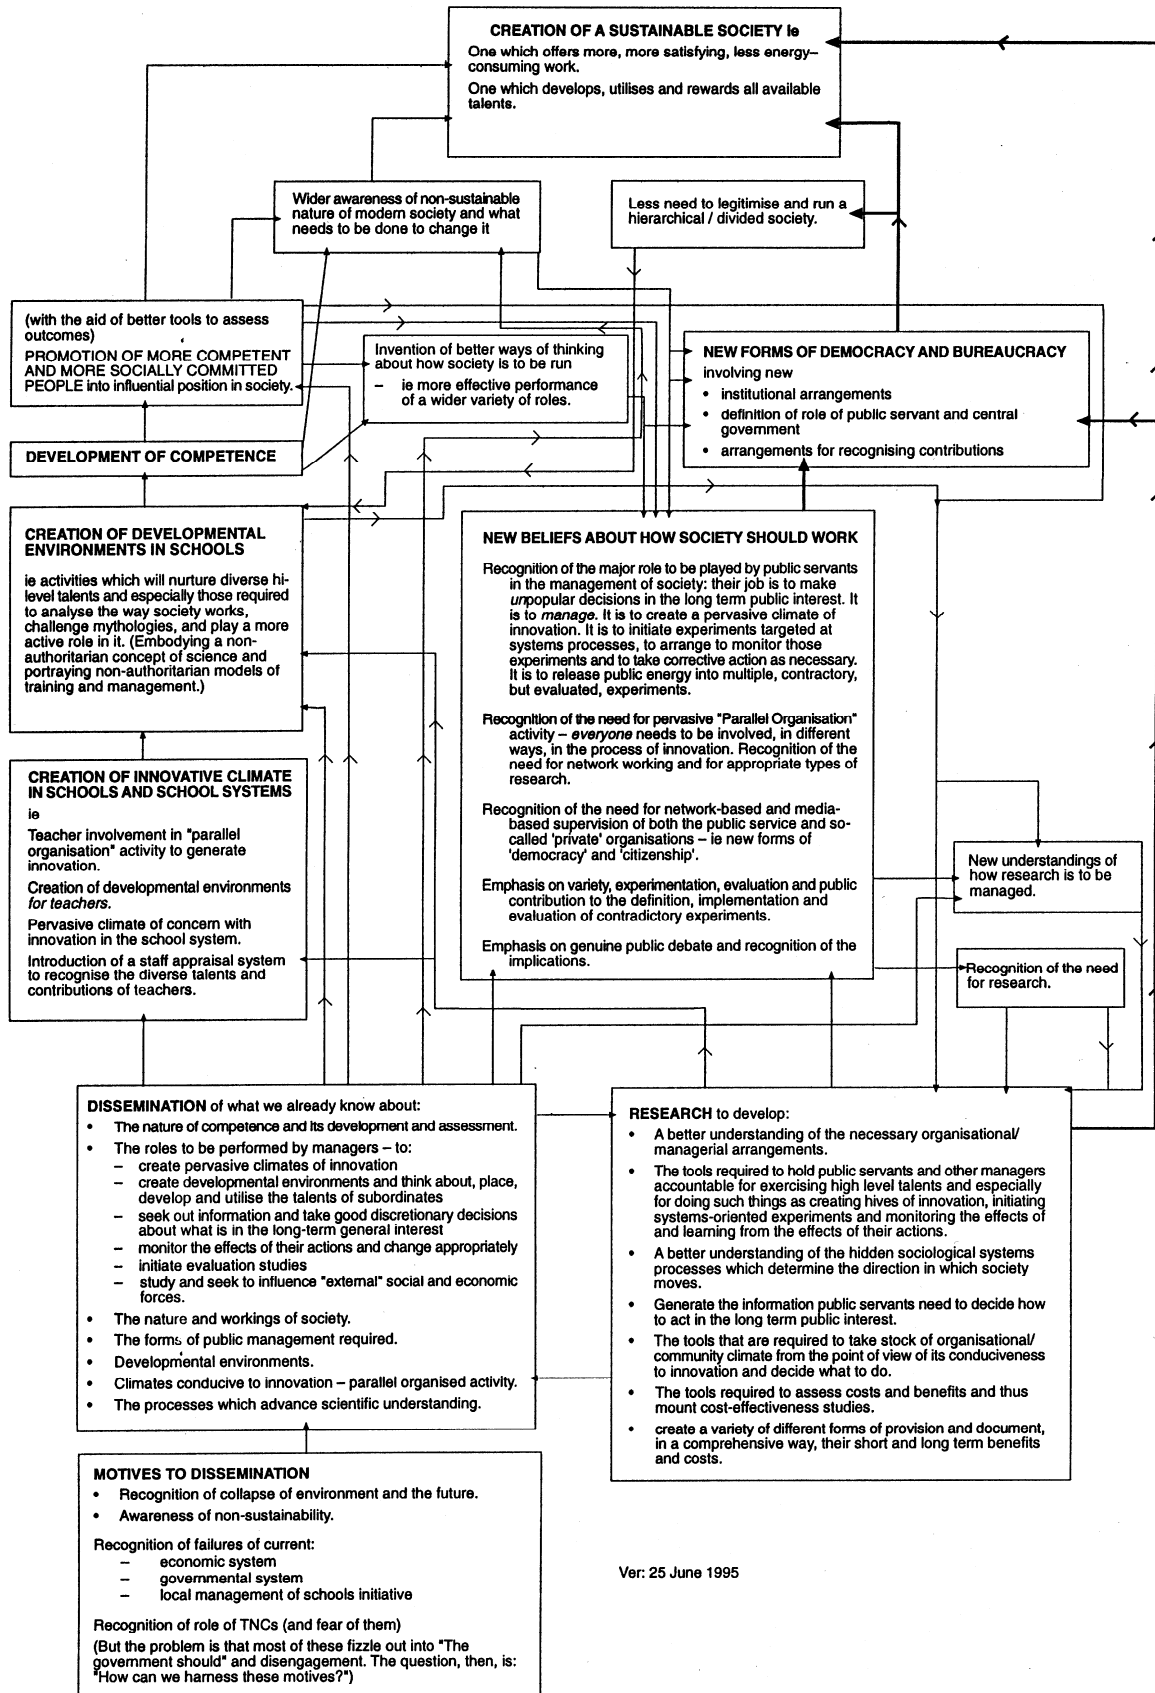 CREATION OF A SUSTAINABLE SOCIETY ie
One which offers more, more satisfying, less energy–
consuming work.
One which develops, utilises and rewards all available
talents.
Wider awareness of non-sustainable
nature of modern society and what
needs to be done to change it
Less need to legitimise and run a
hierarchical / divided society.
(with the aid of better tools to assess
outcomes)
PROMOTION OF MORE COMPETENT
AND MORE SOCIALLY COMMITTED
PEOPLE into influential position in society.
Invention of better ways of thinking
about how society is to be run
– ie more effective performance
of a wider variety of roles.
NEW FORMS OF DEMOCRACY AND BUREAUCRACY
involving new
• institutional arrangements
• definition of role of public servant and central
government
• arrangements for recognising contributions
DEVELOPMENT OF COMPETENCE
CREATION OF DEVELOPMENTAL
ENVIRONMENTS IN SCHOOLS
ie activities which will nurture diverse hi-
level talents and especially those required
to analyse the way society works,
challenge mythologies, and play a more
active role in it. (Embodying a non-
authoritarian concept of science and
portraying non-authoritarian models of
training and management.)
NEW BELIEFS ABOUT HOW SOCIETY SHOULD WORK
Recognition of the major role to be played by public servants
in the management of society: their job is to make
unpopular decisions in the long term public interest. It
is to manage. It is to create a pervasive climate of
innovation. It is to initiate experiments targeted at
systems processes, to arrange to monitor those
experiments and to take corrective action as necessary.
It is to release public energy into multiple, contractory,
but evaluated, experiments.
Recognition of the need for pervasive "Parallel Organisation"
activity – everyone needs to be involved, in different
ways, in the process of innovation. Recognition of the
need for network working and for appropriate types of
research.
Recognition of the need for network-based and media-
based supervision of both the public service and so-
called 'private' organisations – ie new forms of
'democracy' and 'citizenship'.
Emphasis on variety, experimentation, evaluation and public
contribution to the definition, implementation and
evaluation of contradictory experiments.
Emphasis on genuine public debate and recognition of the
implications.
CREATION OF INNOVATIVE CLIMATE
IN SCHOOLS AND SCHOOL SYSTEMS
ie
Teacher involvement in "parallel
organisation" activity to generate
innovation.
Creation of developmental environments
for teachers.
Pervasive climate of concern with
innovation in the school system.
Introduction of a staff appraisal system
to recognise the diverse talents and
contributions of teachers.
New understandings of
how research is to be
managed.
Recognition of the need
for research.
DISSEMINATION of what we already know about:
• The nature of competence and its development and assessment.
• The roles to be performed by managers – to:
– create pervasive climates of innovation
– create developmental environments and think about, place,
develop and utilise the talents of subordinates
– seek out information and take good discretionary decisions
about what is in the long-term general interest
– monitor the effects of their actions and change appropriately
– initiate evaluation studies
– study and seek to influence "external" social and economic
forces.
• The nature and workings of society.
• The forms of public management required.
• Developmental environments.
• Climates conducive to innovation – parallel organised activity.
• The processes which advance scientific understanding.
RESEARCH to develop:
• A better understanding of the necessary organisational/
managerial arrangements.
• The tools required to hold public servants and other managers
accountable for exercising high level talents and especially
for doing such things as creating hives of innovation, initiating
systems-oriented experiments and monitoring the effects of
and learning from the effects of their actions.
• A better understanding of the hidden sociological systems
processes which determine the direction in which society
moves.
• Generate the information public servants need to decide how
to act in the long term public interest.
• The tools that are required to take stock of organisational/
community climate from the point of view of its conduciveness
to innovation and decide what to do.
• The tools required to assess costs and benefits and thus
mount cost-effectiveness studies.
• create a variety of different forms of provision and document,
in a comprehensive way, their short and long term benefits
and costs.
MOTIVES TO DISSEMINATION
• Recognition of collapse of environment and the future.
• Awareness of non-sustainability.
Recognition of failures of current:
– economic system
– governmental system
– local management of schools initiative
Recognition of role of TNCs (and fear of them)
(But the problem is that most of these fizzle out into "The
government should" and disengagement. The question, then, is:
"How can we harness these motives?")
Ver: 25 June 1995